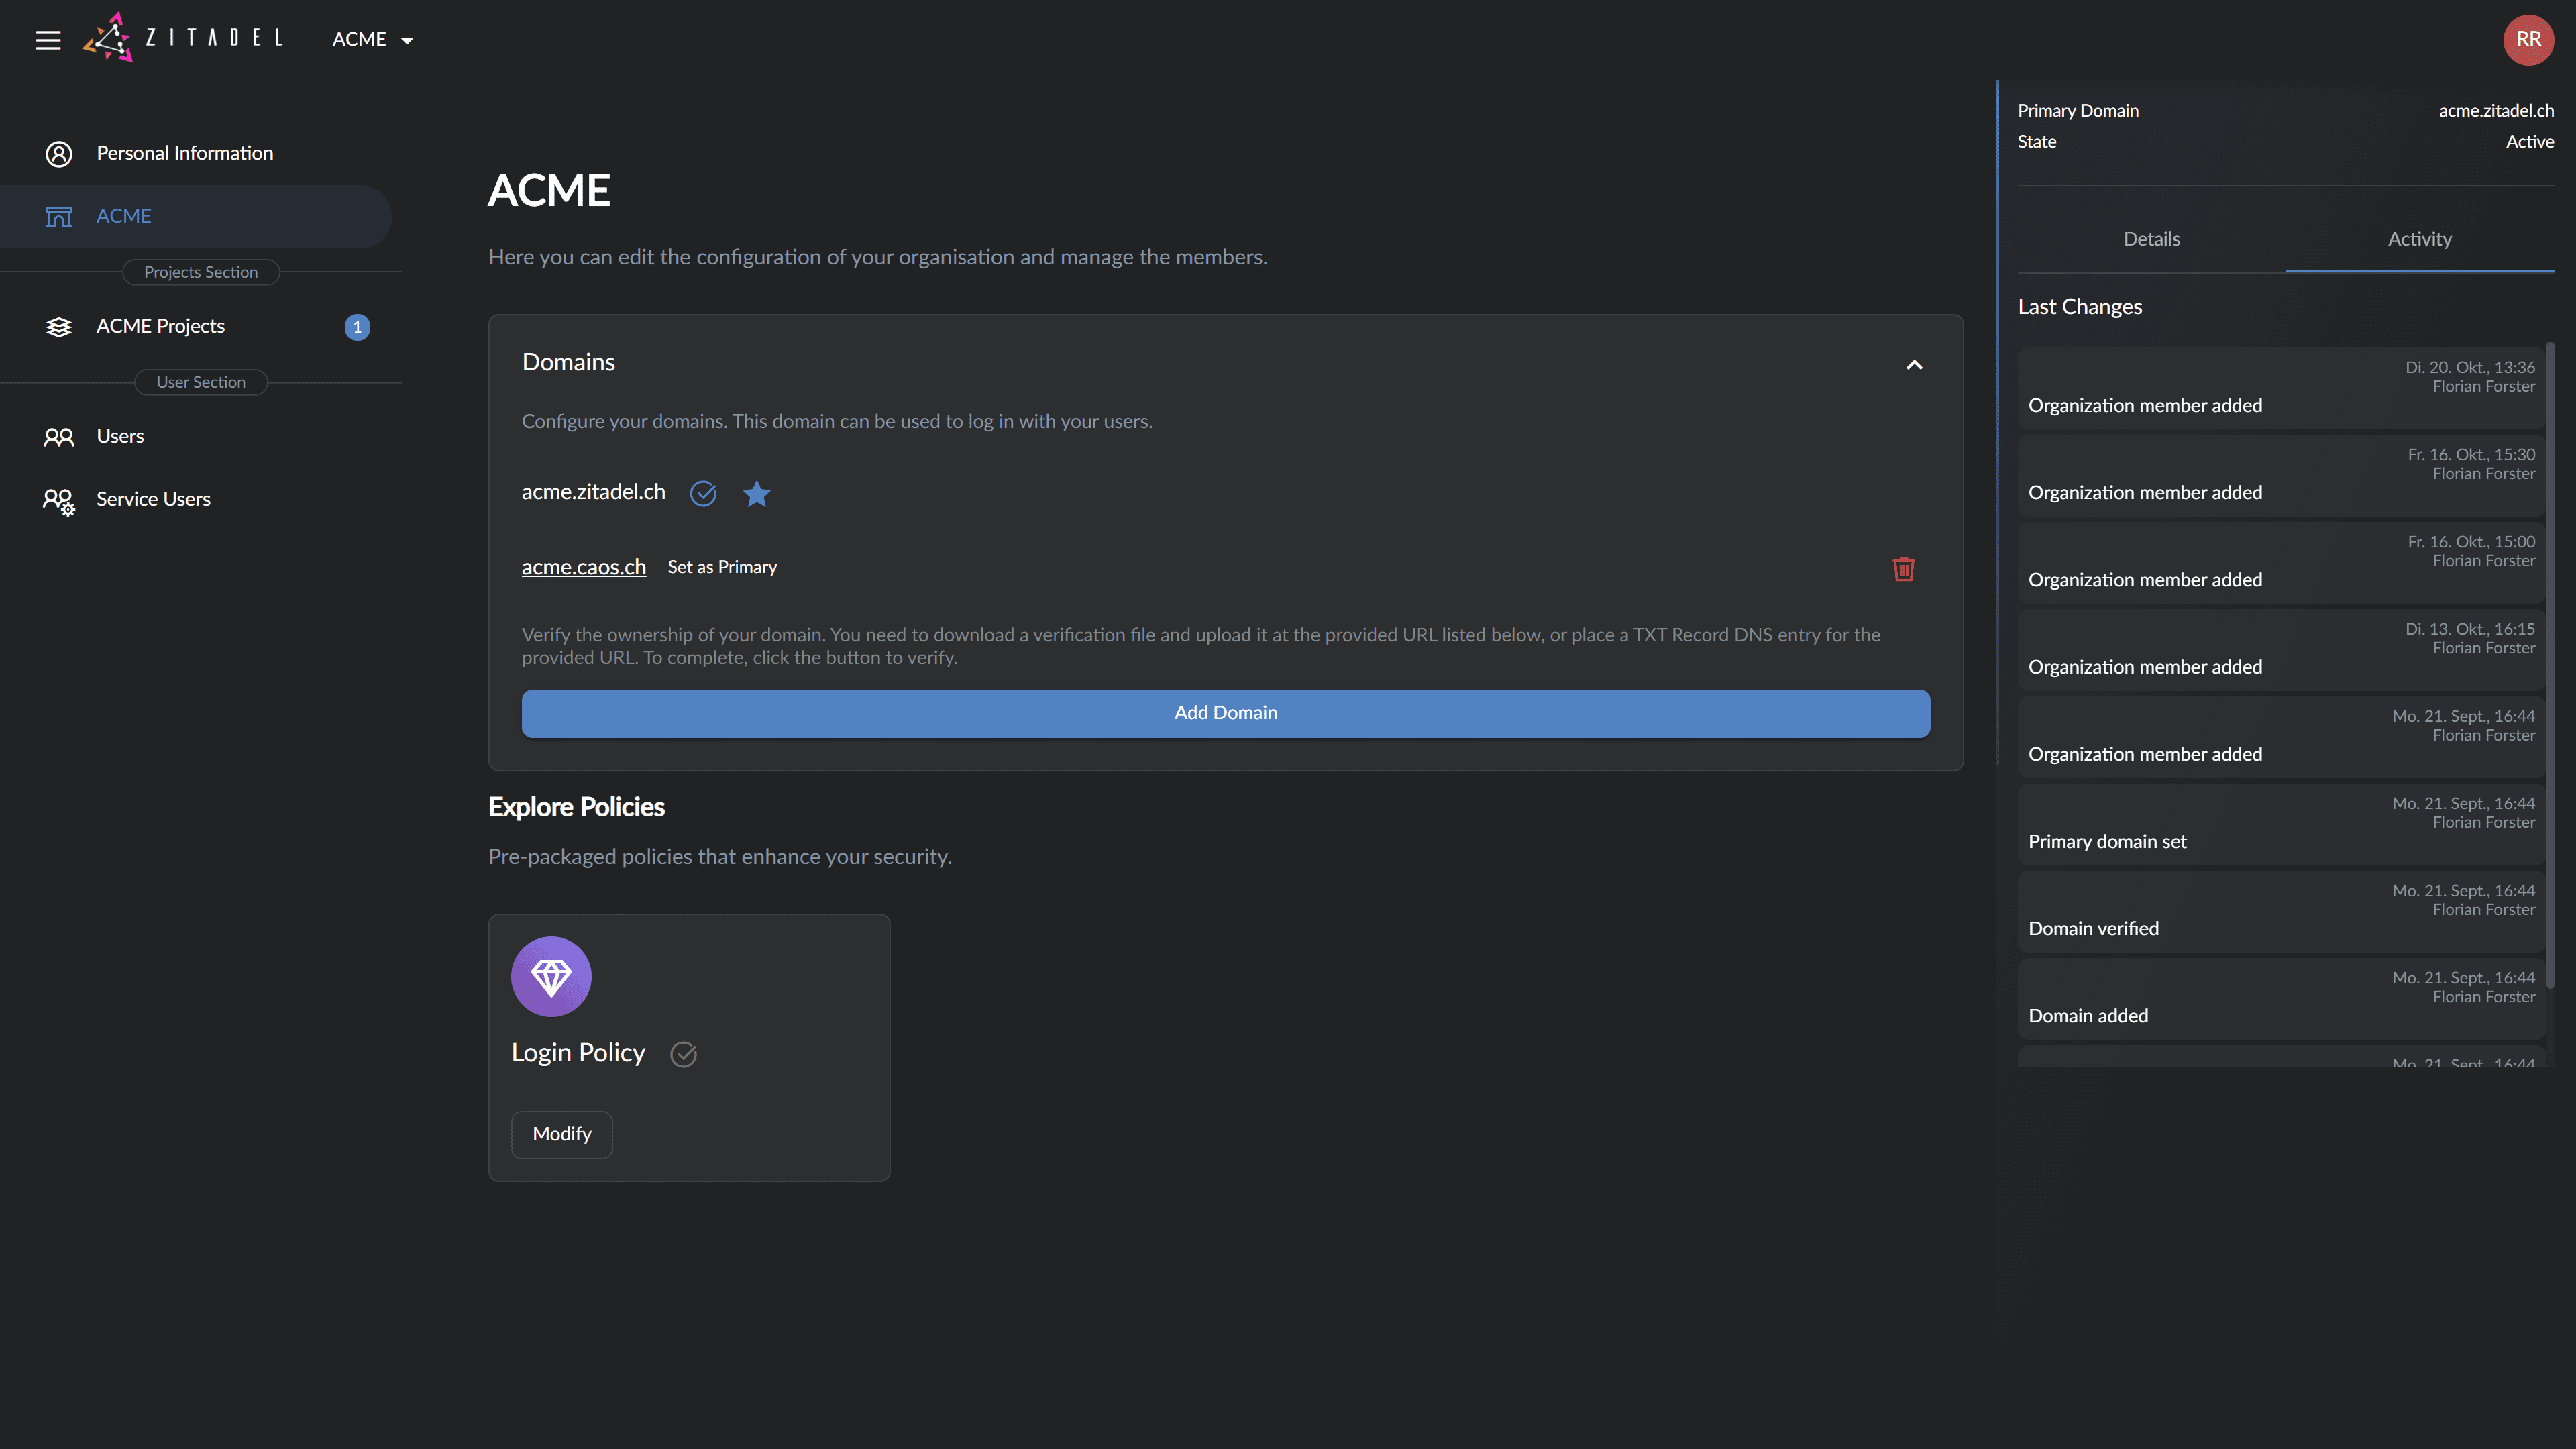 ZITADEL
ACME
RR
Personal Information
ACME
Projects Section
ACME Projects
1
User Section
Users
Service Users
ACME
Here you can edit the configuration of your organisation and manage the members.
Domains
Configure your domains. This domain can be used to log in with your users.
acme.zitadel.ch
acme.caos.ch Set as Primary
Verify the ownership of your domain. You need to download a verification file and upload it at the provided URL listed below, or place a TXT Record DNS entry for the
provided URL. To complete, click the button to verify.
Add Domain
Explore Policies
Pre-packaged policies that enhance your security.
Login Policy
Modify
Primary Domain acme.zitadel.ch
State Active
Details Activity
Last Changes
Di. 20. Okt., 13:36
Florian Forster
Organization member added
Fr. 16. Okt., 15:30
Florian Forster
Organization member added
Fr. 16. Okt., 15:00
Florian Forster
Organization member added
Di. 13. Okt., 16:15
Florian Forster
Organization member added
Mo. 21. Sept., 16:44
Florian Forster
Organization member added
Mo. 21. Sept., 16:44
Florian Forster
Primary domain set
Mo. 21. Sept., 16:44
Florian Forster
Domain verified
Mo. 21. Sept., 16:44
Florian Forster
Domain added
Mo. 21. Sept., 16:44